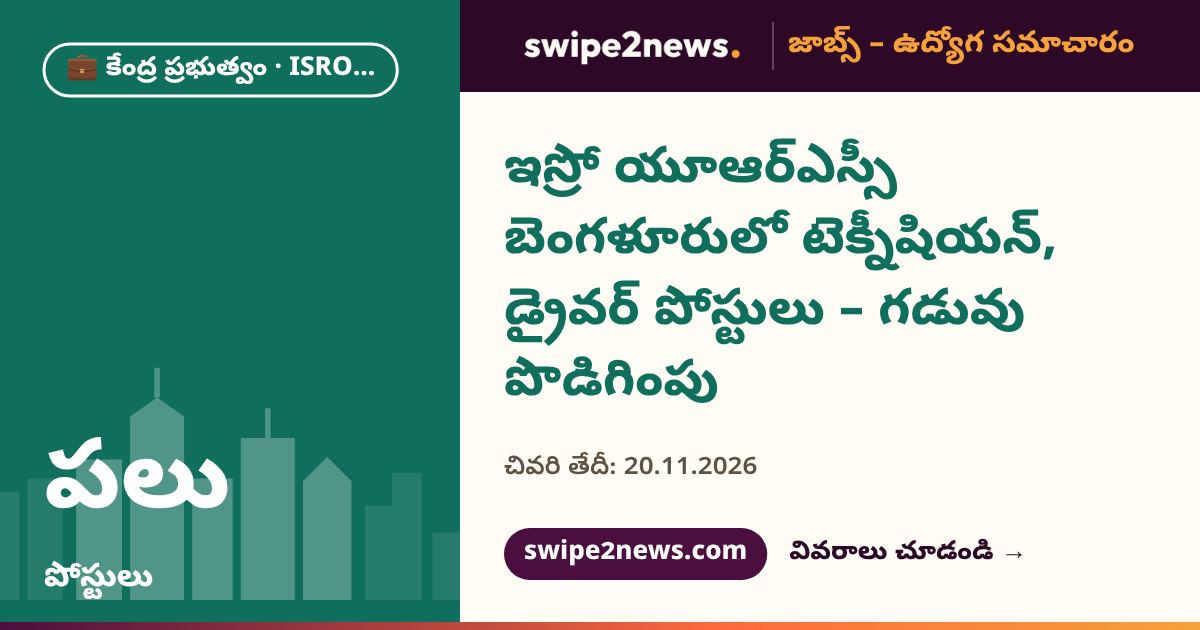 💼 కేంద్ర ప్రభుత్వం · ISRO...
swipe2news. జాబ్స్ – ఉద్యోగ సమాచారం
ఇస్రో యూఆర్ఎస్సీ
బెంగళూరులో టెక్నీషియన్,
డ్రైవర్ పోస్టులు – గడువు
పొడిగింపు
చివరి తేదీ: 20.11.2026
swipe2news.com వివరాలు చూడండి →
పలు
పోస్టులు